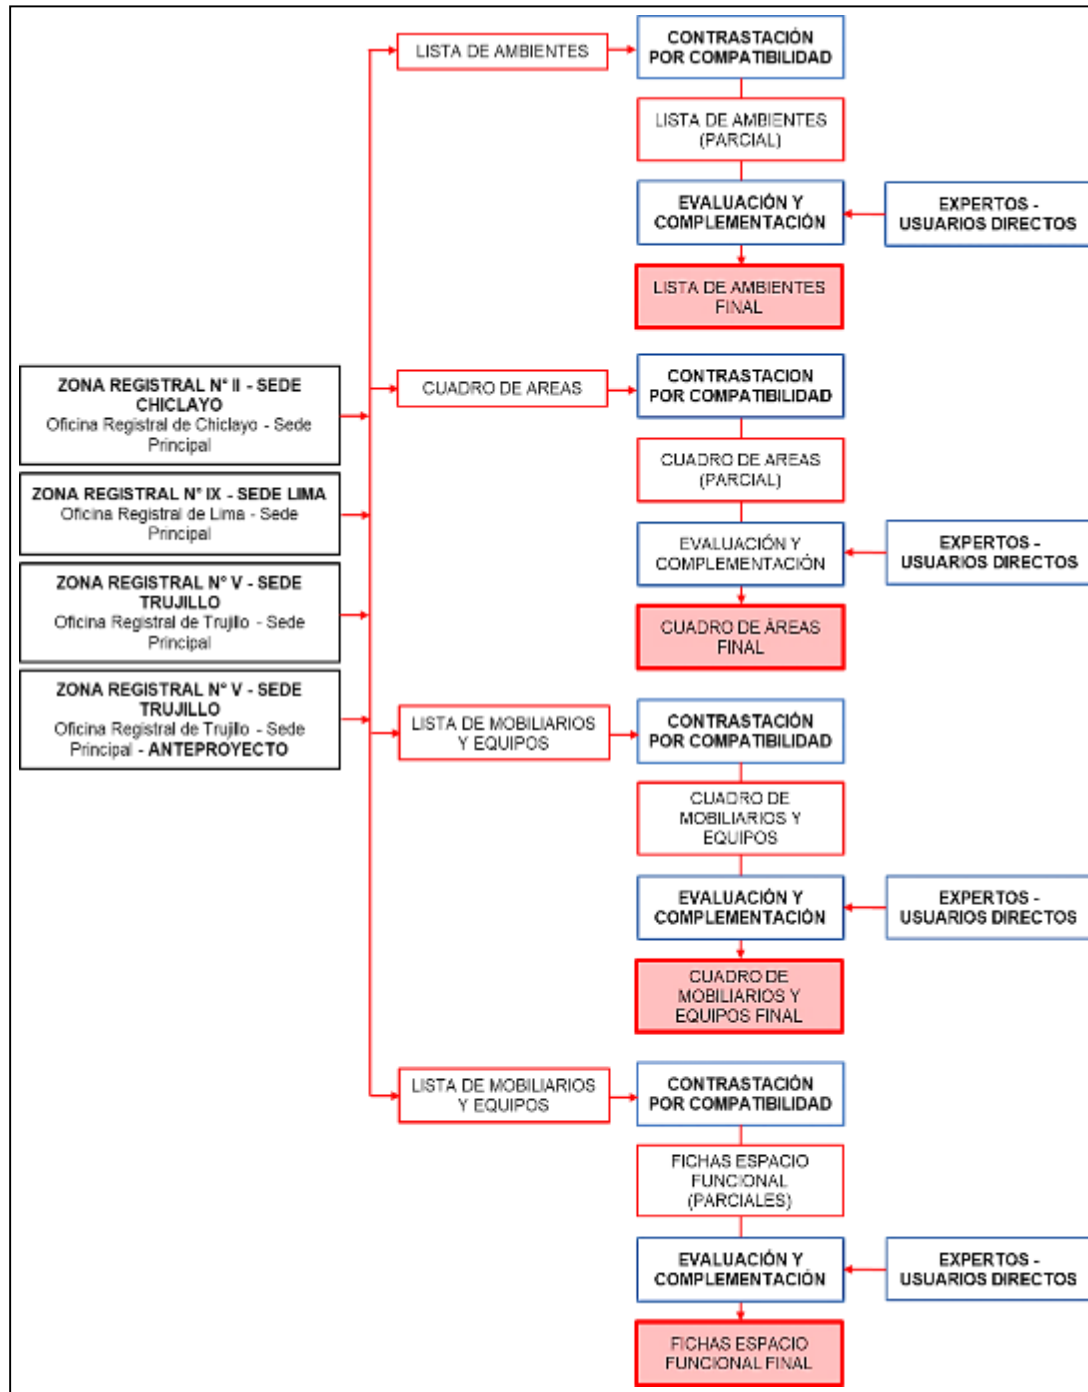 LISTA DE AMBIENTES
CONTRASTACIÓN
POR COMPATIBILIDAD
LISTA DE AMBIENTES
(PARCIAL)
EVALUACIÓN Y
COMPLEMENTACIÓN
EXPERTOS -
USUARIOS DIRECTOS
LISTA DE AMBIENTES
FINAL
ZONA REGISTRAL N° II - SEDE
CHICLAYO
Oficina Registral de Chiclayo - Sede
Principal
ZONA REGISTRAL N° IX - SEDE LIMA
Oficina Registral de Lima - Sede
Principal
ZONA REGISTRAL N° V - SEDE
TRUJILLO
Oficina Registral de Trujillo - Sede
Principal
ZONA REGISTRAL N° V - SEDE
TRUJILLO
Oficina Registral de Trujillo - Sede
Principal - ANTEPROYECTO
CUADRO DE AREAS
CONTRASTACION
POR COMPATIBILIDAD
CUADRO DE AREAS
(PARCIAL)
EVALUACIÓN Y
COMPLEMENTACIÓN
EXPERTOS -
USUARIOS DIRECTOS
CUADRO DE ÁREAS
FINAL
LISTA DE MOBILIARIOS
Y EQUIPOS
CONTRASTACIÓN
POR COMPATIBILIDAD
CUADRO DE
MOBILIARIOS Y
EQUIPOS
EVALUACIÓN Y
COMPLEMENTACIÓN
EXPERTOS -
USUARIOS DIRECTOS
CUADRO DE
MOBILIARIOS Y
EQUIPOS FINAL
LISTA DE MOBILIARIOS
Y EQUIPOS
CONTRASTACIÓN
POR COMPATIBILIDAD
FICHAS ESPACIO
FUNCIONAL
(PARCIALES)
EVALUACIÓN Y
COMPLEMENTACIÓN
EXPERTOS -
USUARIOS DIRECTOS
FICHAS ESPACIO
FUNCIONAL FINAL